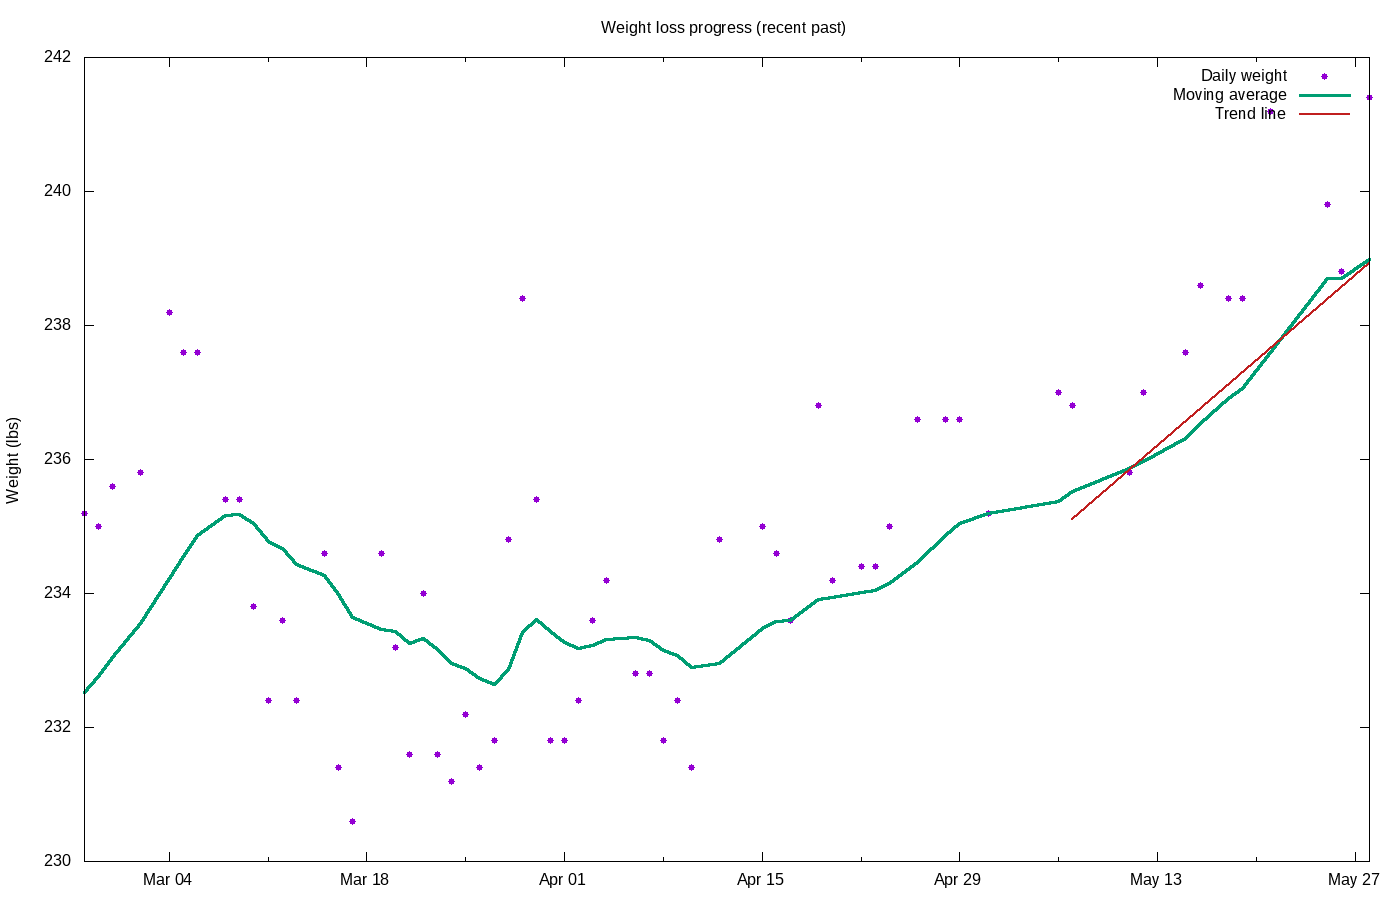 Weight loss progress (recent past)
242
240
238
236
234
232
230
Weight (lbs)
Daily weight
Moving average
Trend line
Mar 04
Mar 18
Apr 01
Apr 15
Apr 29
May 13
May 27